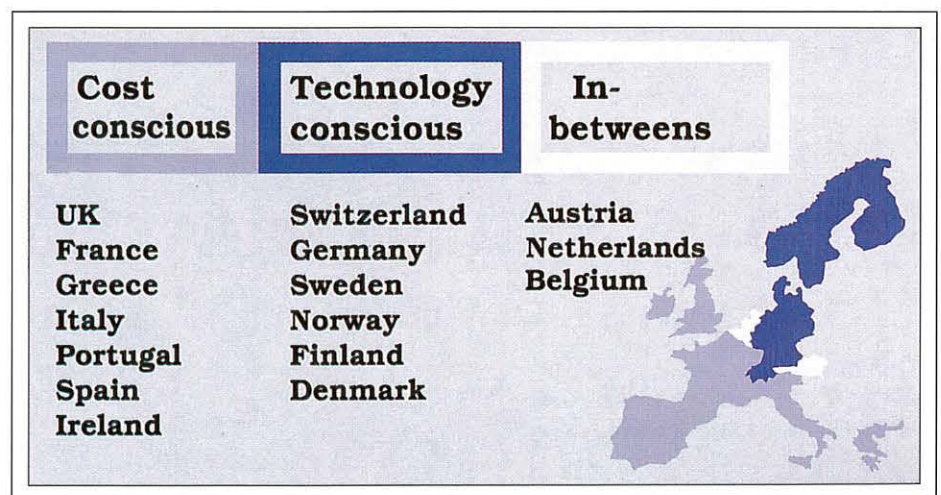 Cost
conscious
Technology
conscious
In-
betweens
UK
France
Greece
Italy
Portugal
Spain
Ireland
Switzerland
Germany
Sweden
Norway
Finland
Denmark
Austria
Netherlands
Belgium